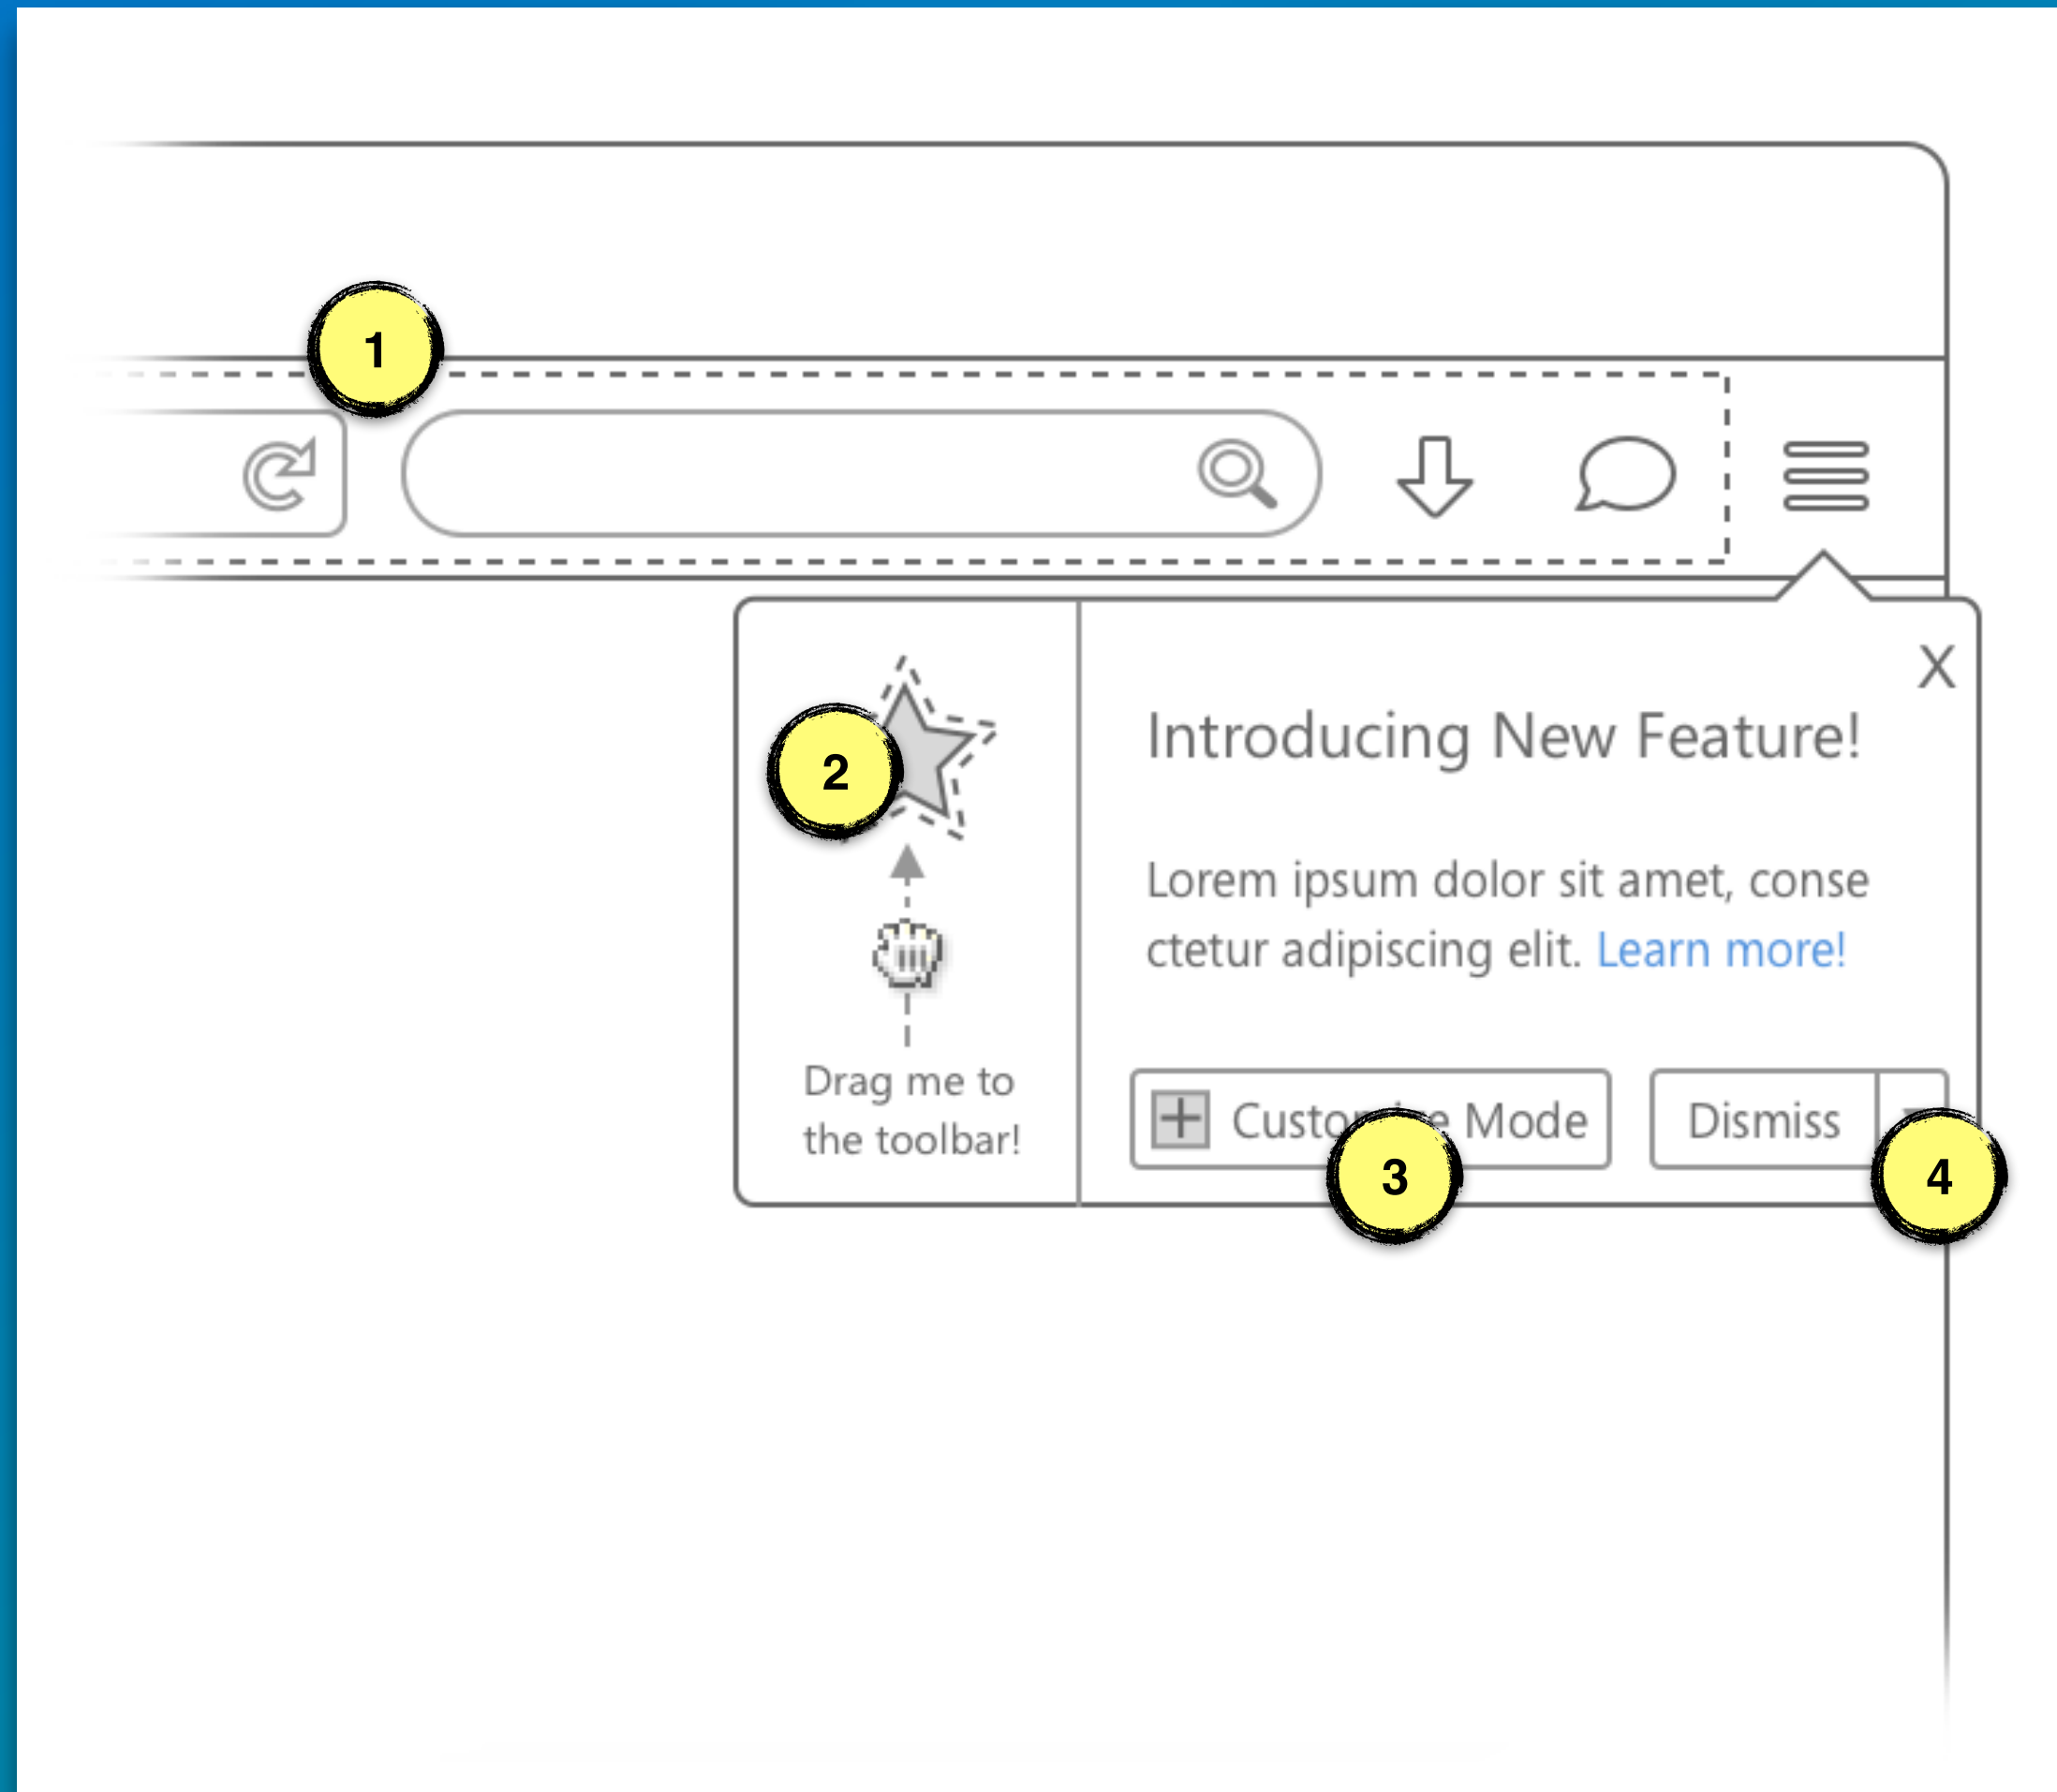 1
2
X
Introducing New Feature!
Lorem ipsum dolor sit amet, conse
ctetur adipiscing elit. Learn more!
Drag me to
the toolbar!
Mode
Dismiss
3
4